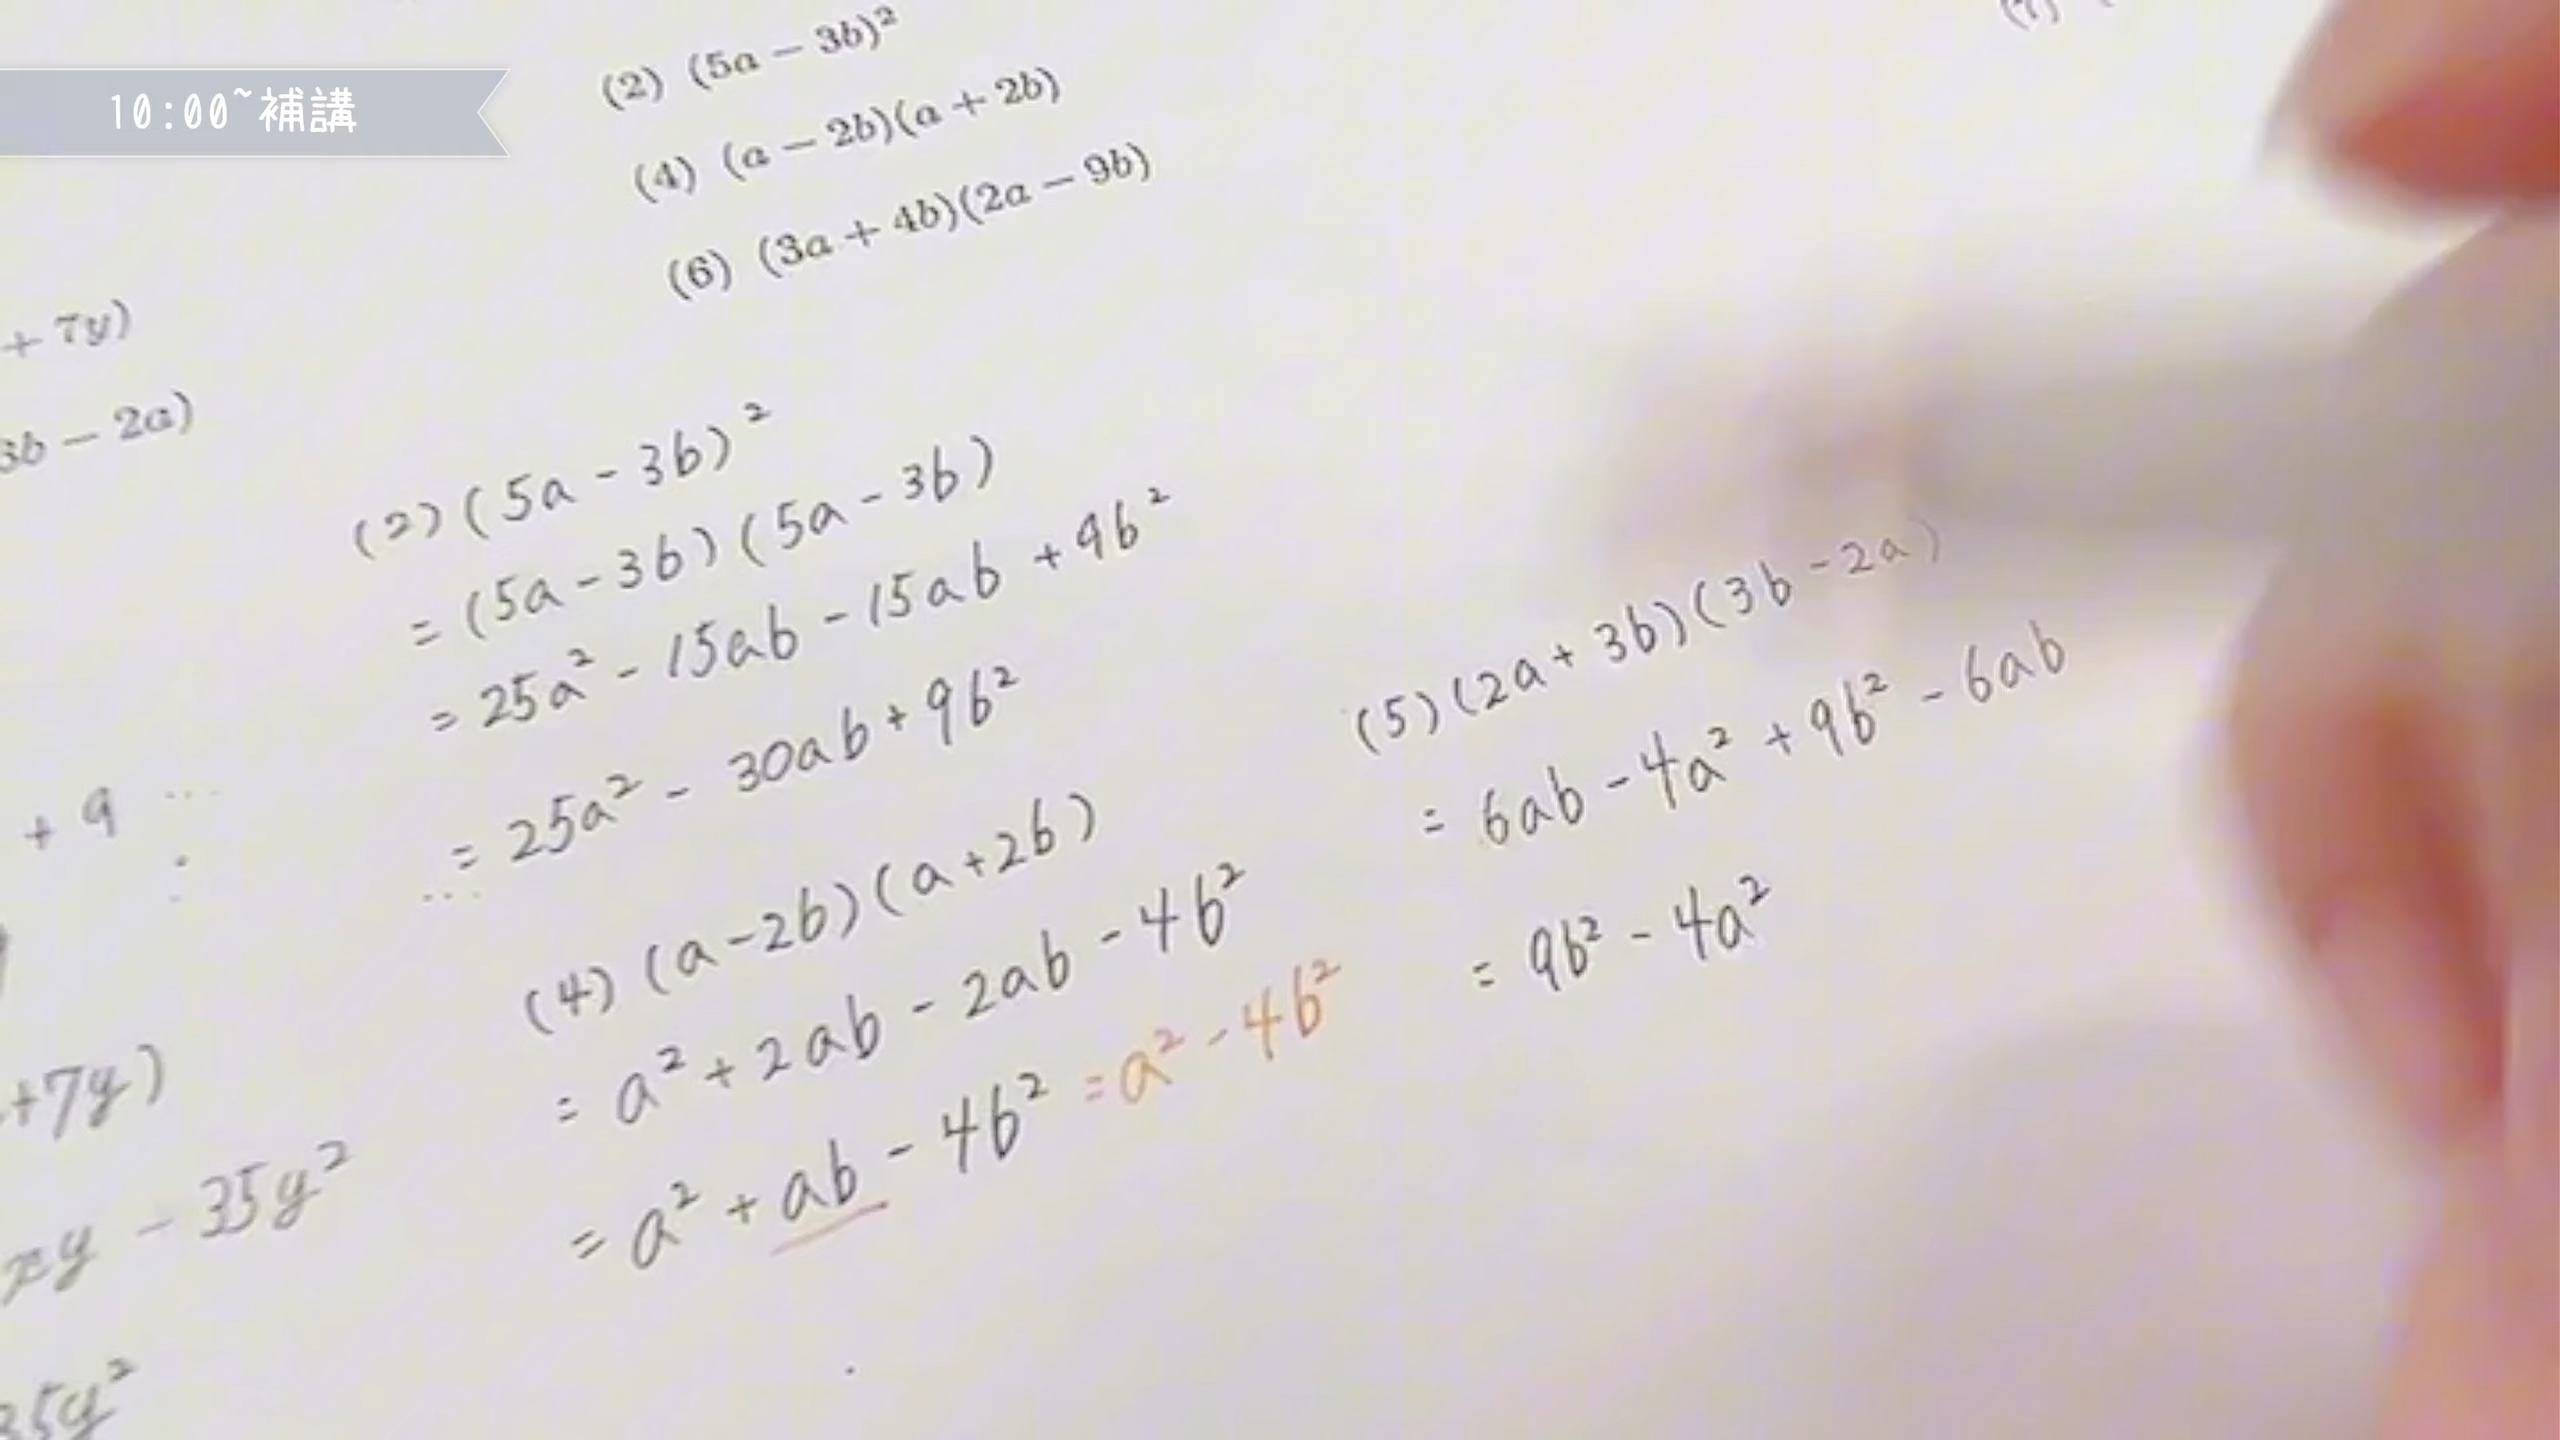 10:00~補講
(2) (5a − 3b)²
(4) (a − 2b)(a + 2b)
(6) (3a + 4b)(2a − 9b)
+ 7y)
3b − 2a)
(2) (5a - 3b)²
= (5a - 3b) (5a - 3b)
= 25a² - 15ab - 15ab + 9b²
= 25a² - 30ab + 9b²
+ 9 ...
(4) (a - 2b) (a + 2b)
= a² + 2ab - 2ab - 4b²
= a² + ab - 4b² = a² - 4b²
+7y)
xy - 35y²
35y²
(5) (2a + 3b) (3b - 2a)
= 6ab - 4a² + 9b² - 6ab
= 9b² - 4a²